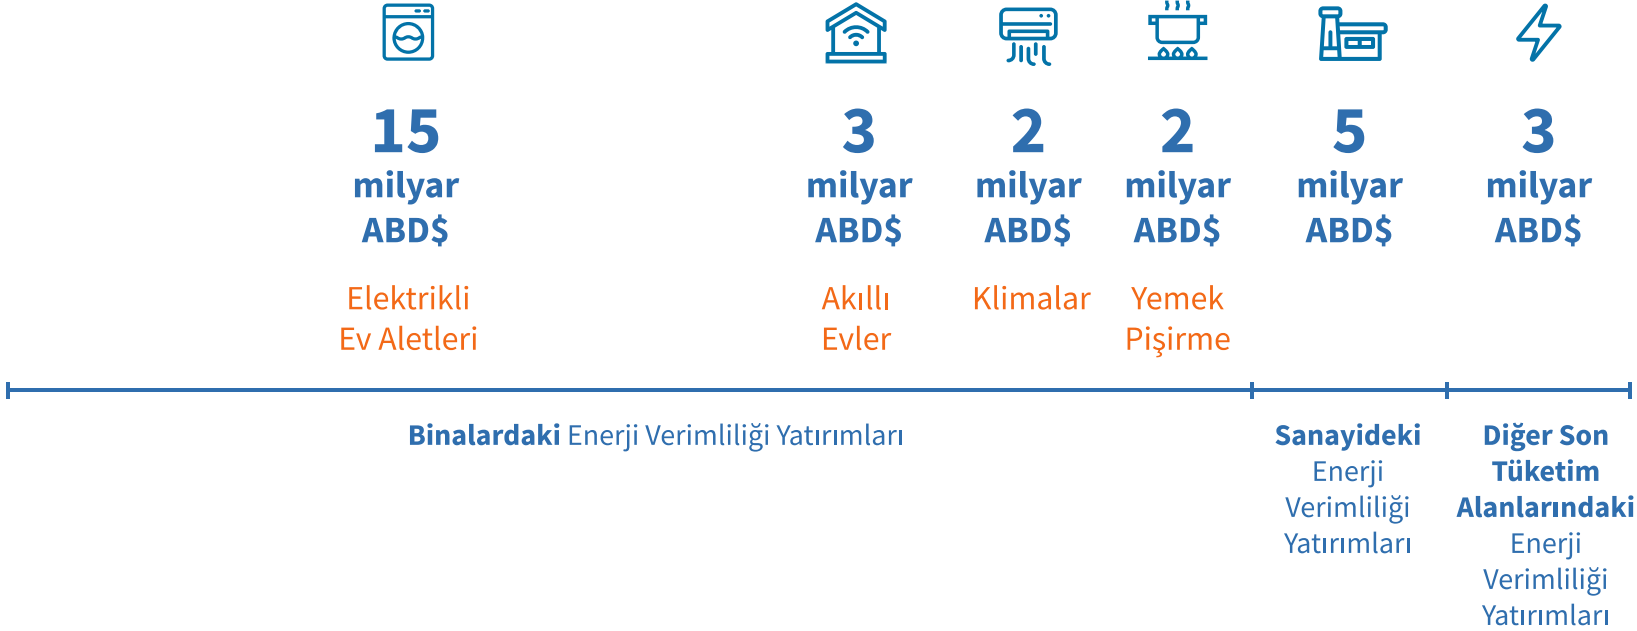 15
milyar
ABD$
Elektrikli
Ev Aletleri
3
milyar
ABD$
Akıllı
Evler
2
milyar
ABD$
Klimalar
2
milyar
ABD$
Yemek
Pişirme
5
milyar
ABD$
3
milyar
ABD$
Binalardaki Enerji Verimliliği Yatırımları
Sanayideki
Enerji
Verimliliği
Yatırımları
Diğer Son
Tüketim
Alanlarındaki
Enerji
Verimliliği
Yatırımları